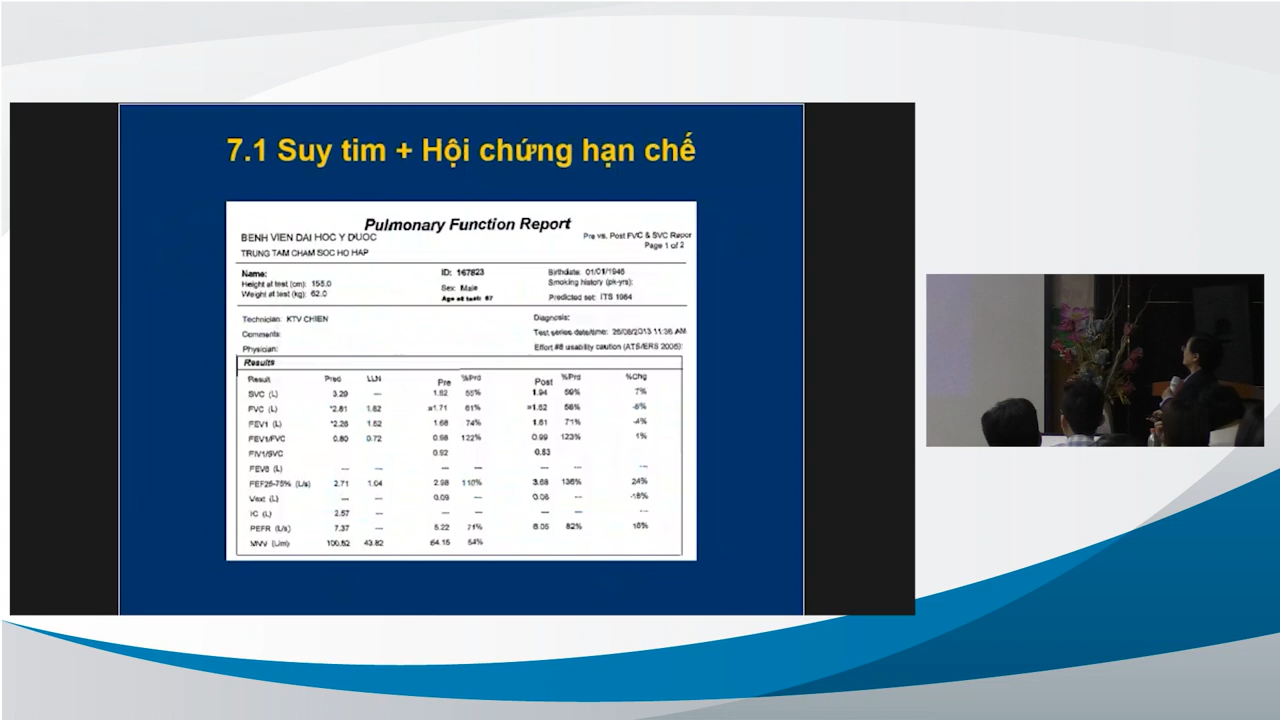 7.1 Suy tim + Hội chứng hạn chế
Pulmonary Function Report
BENH VIEN DAI HOC Y DUOC
Pre vs. Post FVC & SVC Repor
Page 1 of 2
TRUNG TAM CHAM SOC HO HAP
Name: ID: 167823 Birthdate: 01/01/1946
Height at test (cm): 155.0 Smoking history (pk-yrs):
Weight at test (kg): 62.0 Sex: Male Predicted set: ITS 1984
Age at test: 67
Technician: KTV CHIEN Diagnosis:
Comments: Test series date/time: 26/08/2013 11:36 AM
Physician: Effort #8 usability caution (ATS/ERS 2005):
Results
Result Pred LLN Pre %Prd Post %Prd %Chg
SVC (L) 3.29 --- 1.82 55% 1.94 59% 7%
FVC (L) *2.81 1.82 1.71 61% 1.62 58% -5%
FEV1 (L) *2.26 1.52 1.68 74% 1.61 71% -4%
FEV1/FVC 0.80 0.72 0.98 122% 0.99 123% 1%
FIV1/SVC 0.92 0.83
FEV6 (L) --- --- --- --- --- --- ---
FEF25-75% (L/s) 2.71 1.04 2.98 110% 3.68 136% 24%
Vext (L) --- --- 0.09 --- 0.08 --- -18%
IC (L) 2.57 --- --- --- --- --- ---
PEFR (L/s) 7.37 --- 5.22 71% 6.05 82% 16%
MVV (L/m) 100.52 43.82 64.15 64%